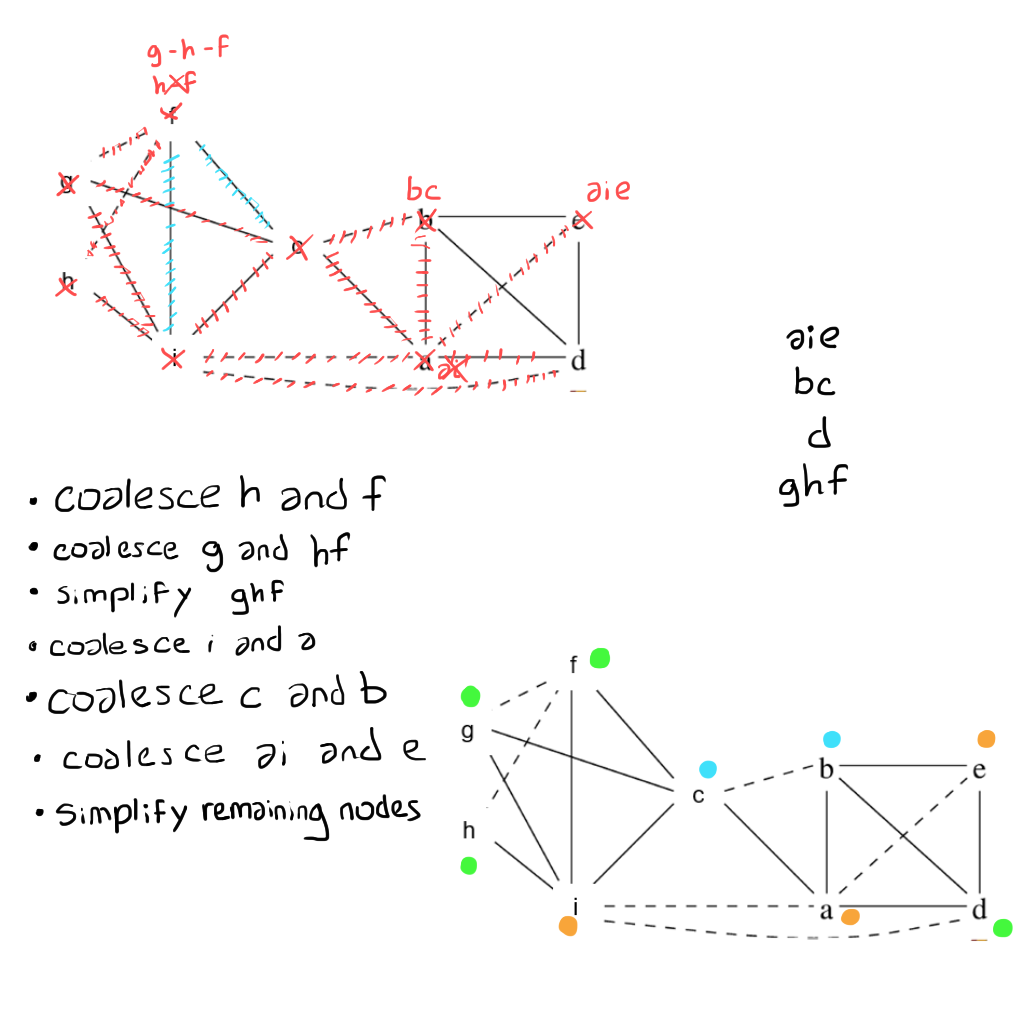 g-h-f
hf
f
g
bc
aie
b
e
c
h
i
a
ai
d
aie
bc
d
ghf
• coalesce h and f
• coalesce g and hf
• simplify ghf
• coalesce i and a
• coalesce c and b
• coalesce ai and e
• simplify remaining nodes
f
g
b
e
c
h
i
a
d